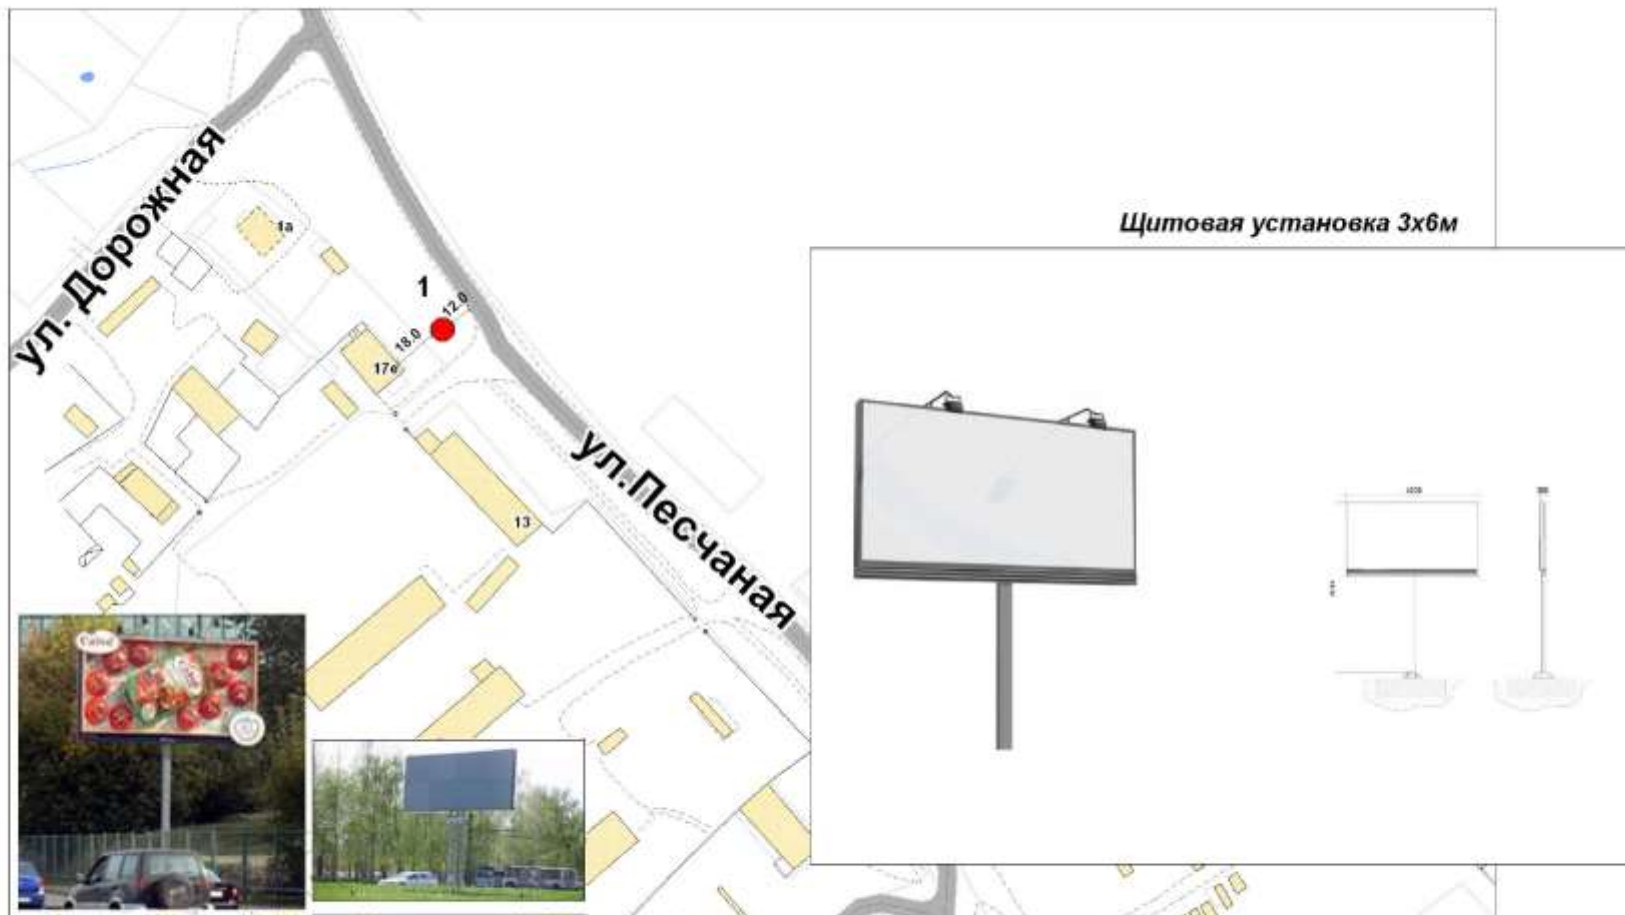 ул. Дорожная
1а
1
12.0
18.0
17е
13
ул.Песчаная
Щитовая установка 3х6м